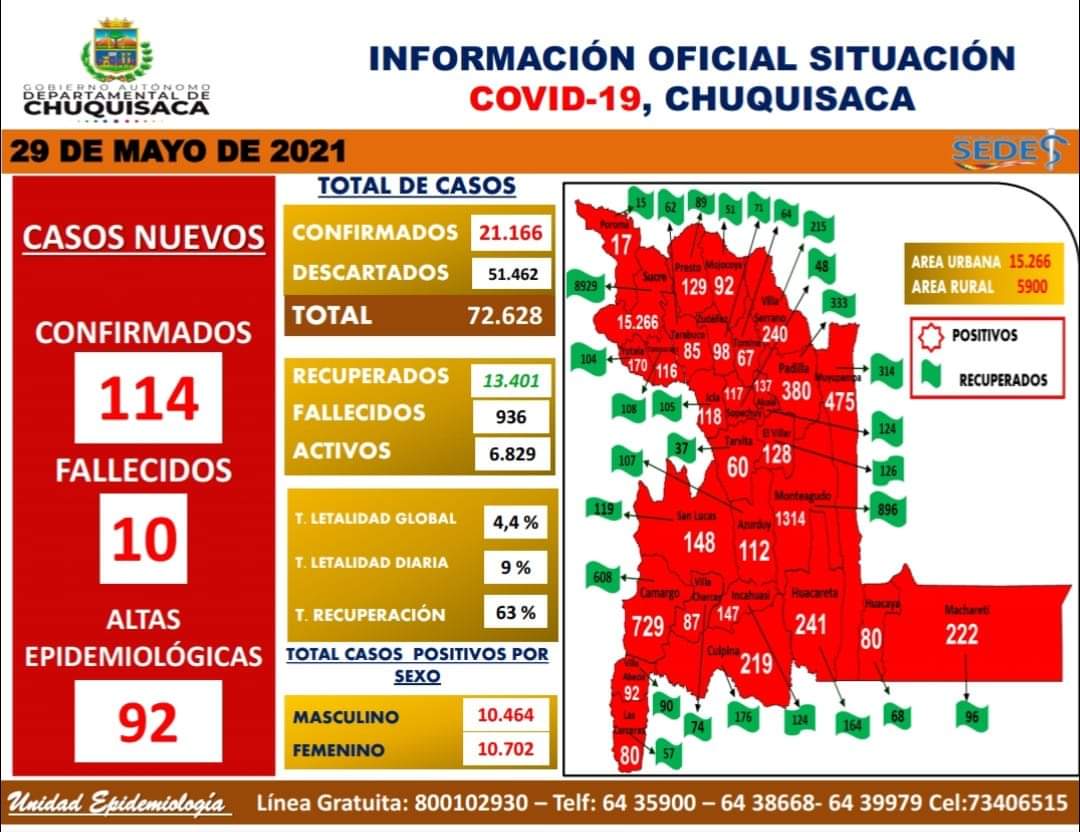 GOBIERNO AUTÓNOMO
DEPARTAMENTAL DE
CHUQUISACA
INFORMACIÓN OFICIAL SITUACIÓN
COVID-19, CHUQUISACA
29 DE MAYO DE 2021
SEDES
CASOS NUEVOS
CONFIRMADOS
114
FALLECIDOS
10
ALTAS
EPIDEMIOLÓGICAS
92
TOTAL DE CASOS
CONFIRMADOS 21.166
DESCARTADOS 51.462
TOTAL 72.628
RECUPERADOS 13.401
FALLECIDOS 936
ACTIVOS 6.829
T. LETALIDAD GLOBAL 4,4 %
T. LETALIDAD DIARIA 9 %
T. RECUPERACIÓN 63 %
TOTAL CASOS POSITIVOS POR
SEXO
MASCULINO 10.464
FEMENINO 10.702
AREA URBANA 15.266
AREA RURAL 5900
POSITIVOS
RECUPERADOS
15 62 89 51 71 64 215
48
333
8929
104
108 105
314
124
37
126
107
896
119
608
90
74 176 124 164 68 96
57
Poroma
17
Sucre
15.266
Presto
129
Mojocoya
92
Villa
Serrano
240
Zudañez
98
Tarabuco
85
Tomina
67
170
116
Padilla
380
Muyupampa
475
Icla
118
117
Sopachuy
137
Alcalá
Tarvita
60
El Villar
128
Monteagudo
1314
San Lucas
148
Azurduy
112
Camargo
729
Villa
Charcas
87
Incahuasi
147
Huacareta
241
Huacaya
80
Machareti
222
Culpina
219
Villa
Abecia
92
Las
Carreras
80
Unidad Epidemiología
Línea Gratuita: 800102930 – Telf: 64 35900 – 64 38668- 64 39979 Cel:73406515